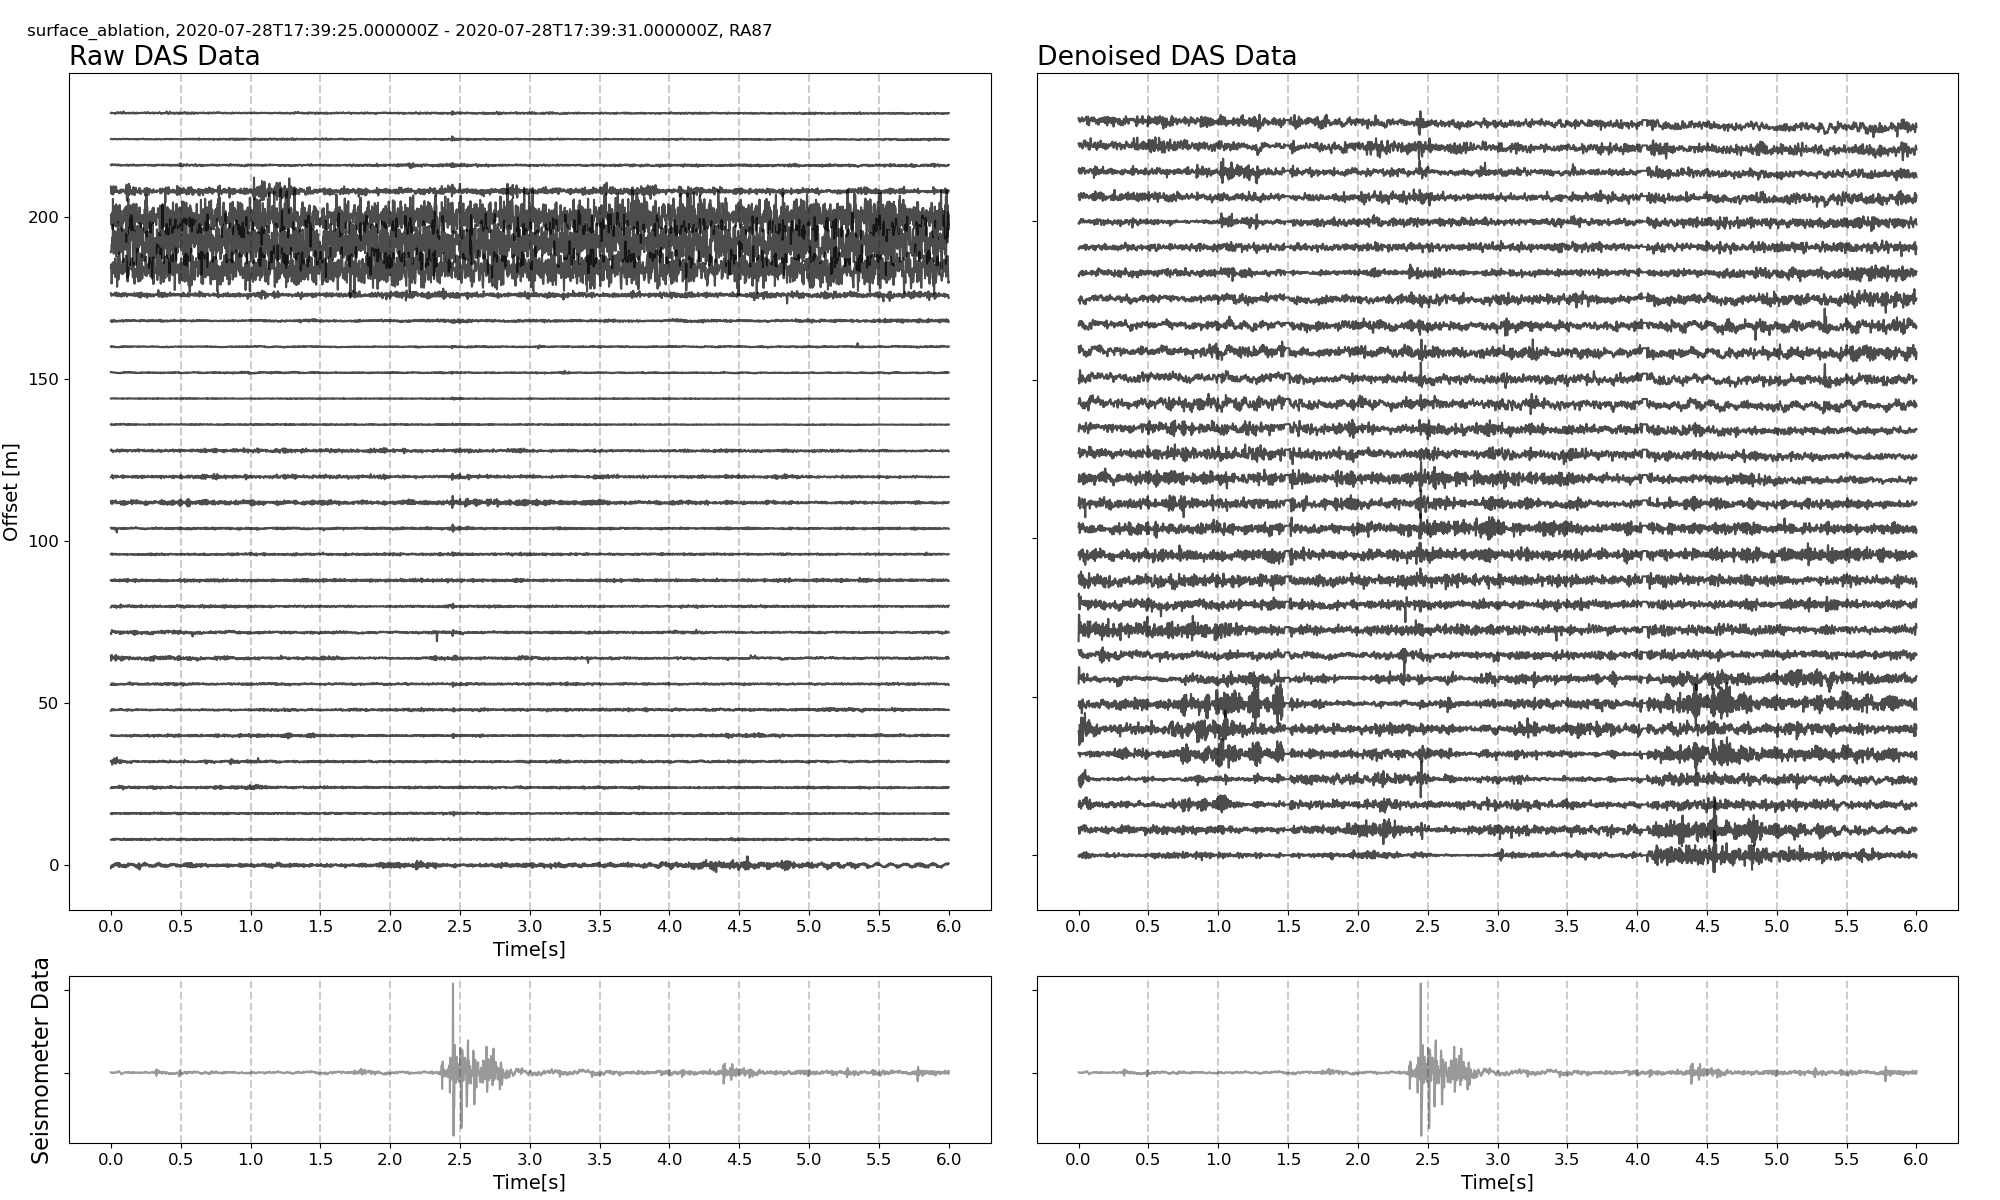 surface_ablation, 2020-07-28T17:39:25.000000Z - 2020-07-28T17:39:31.000000Z, RA87
Raw DAS Data
Denoised DAS Data
Offset [m]
200
150
100
50
0
0.0 0.5 1.0 1.5 2.0 2.5 3.0 3.5 4.0 4.5 5.0 5.5 6.0
Time[s]
0.0 0.5 1.0 1.5 2.0 2.5 3.0 3.5 4.0 4.5 5.0 5.5 6.0
Seismometer Data
0.0 0.5 1.0 1.5 2.0 2.5 3.0 3.5 4.0 4.5 5.0 5.5 6.0
Time[s]
0.0 0.5 1.0 1.5 2.0 2.5 3.0 3.5 4.0 4.5 5.0 5.5 6.0
Time[s]